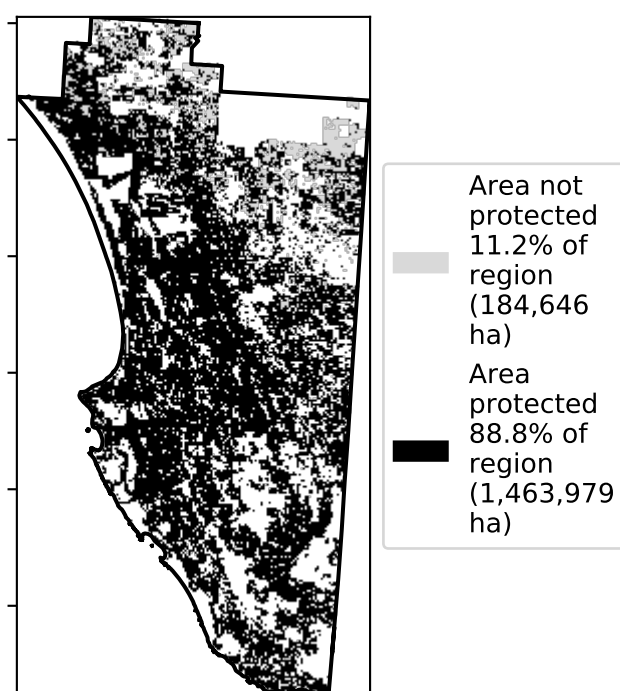 Area not
protected
11.2% of
region
(184,646
ha)
Area
protected
88.8% of
region
(1,463,979
ha)